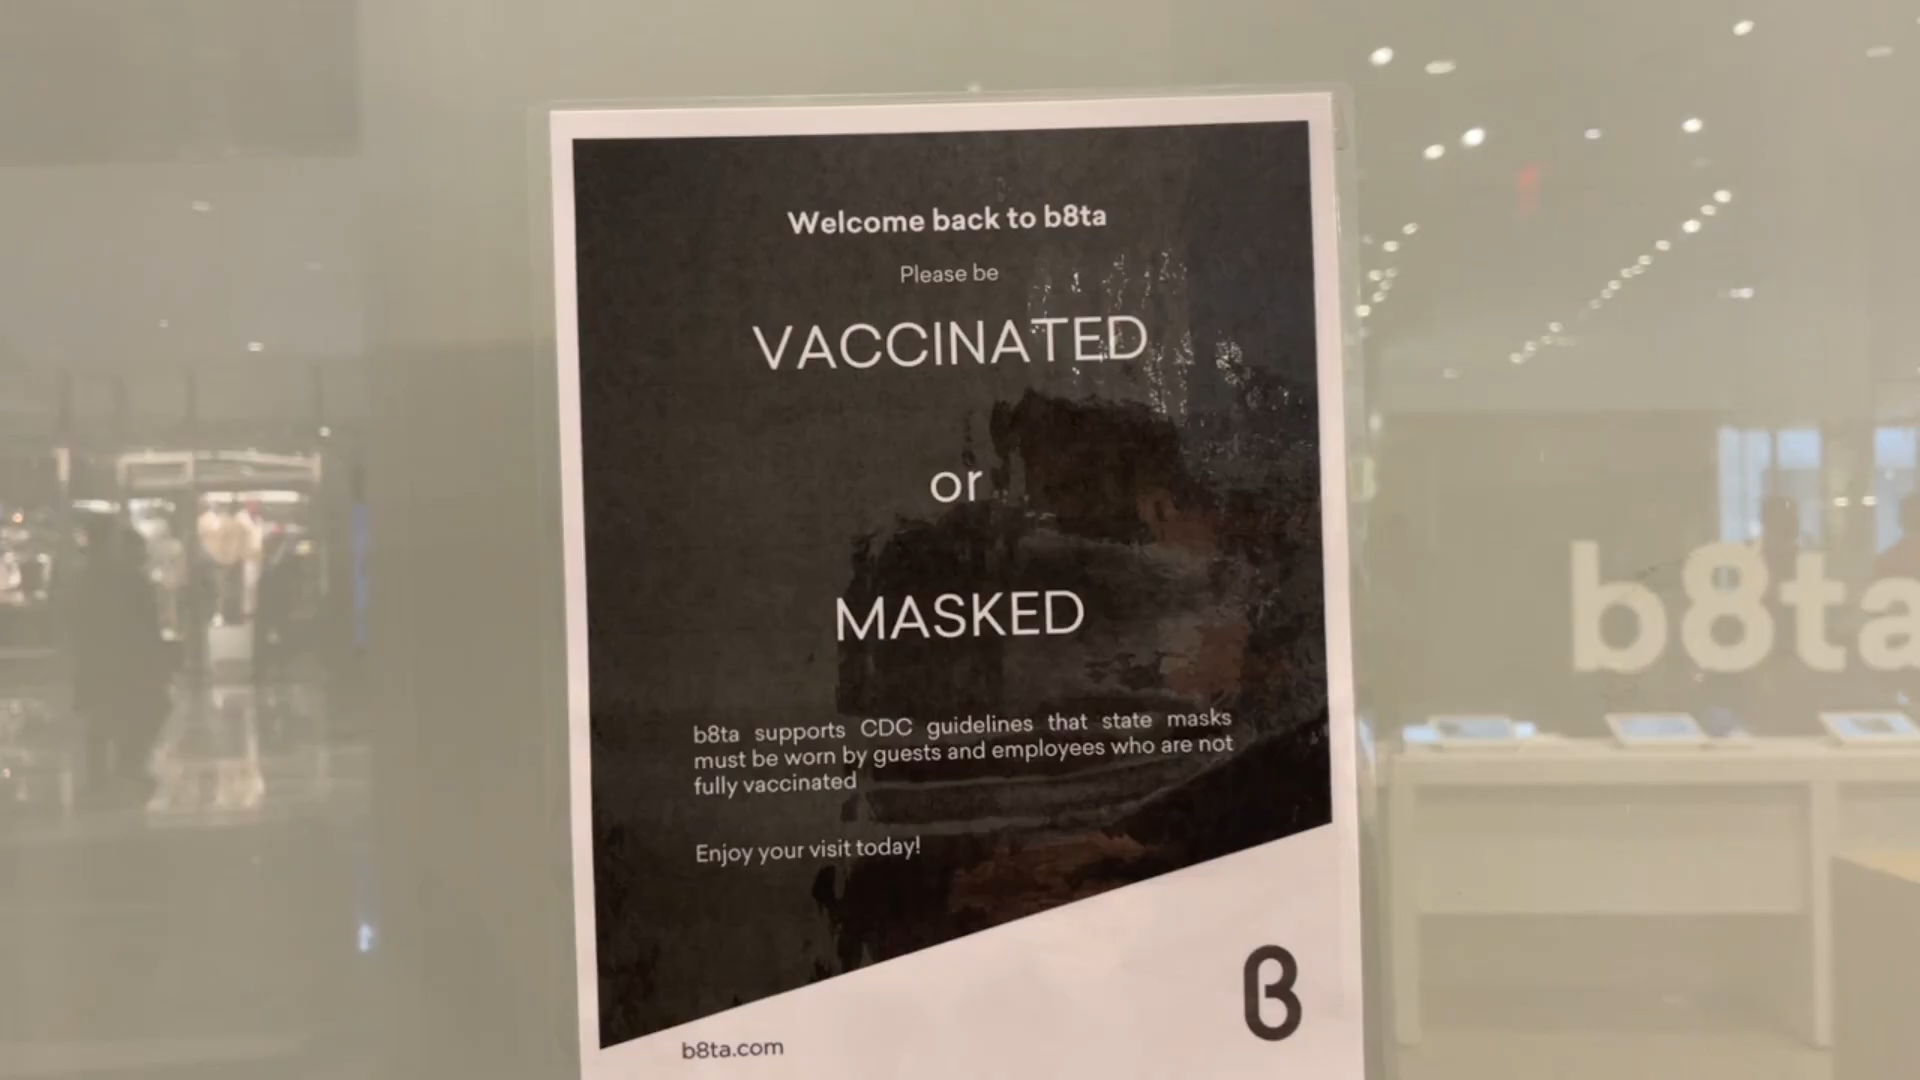 Welcome back to b8ta
Please be
VACCINATED
or
MASKED
b8ta supports CDC guidelines that state masks
must be worn by guests and employees who are not
fully vaccinated
Enjoy your visit today!
b8ta.com
b8ta